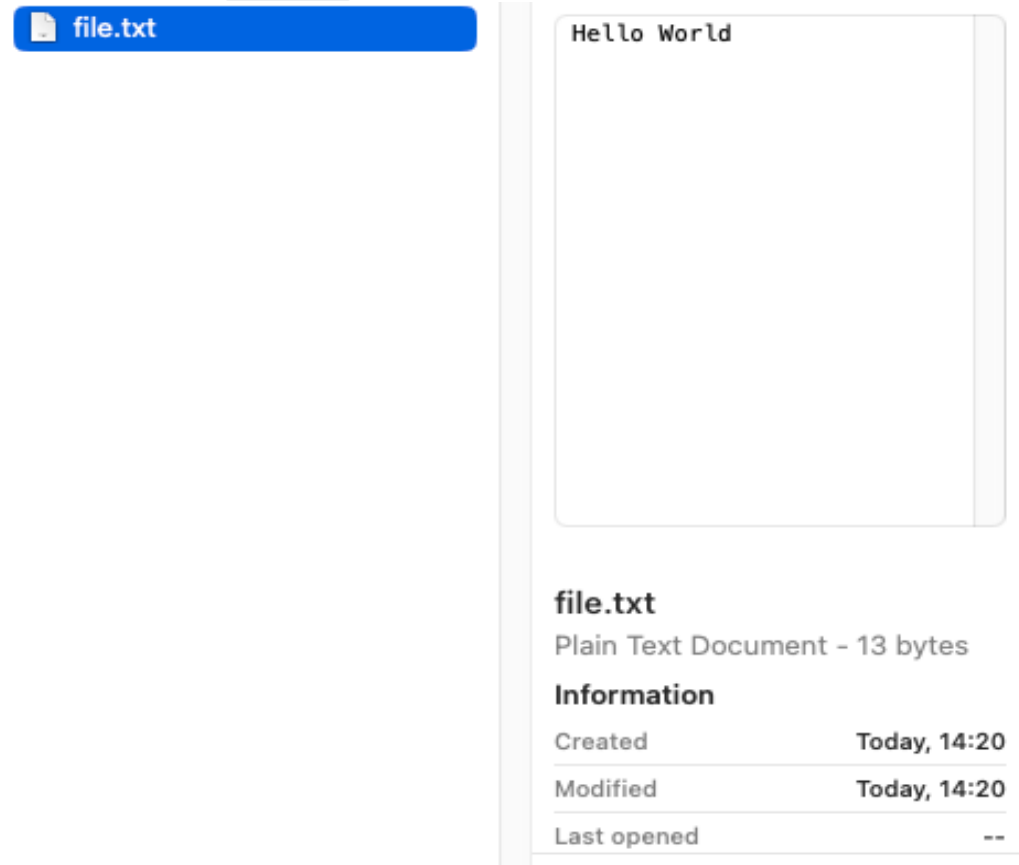 file.txt
Hello World
file.txt
Plain Text Document - 13 bytes
Information
Created Today, 14:20
Modified Today, 14:20
Last opened --